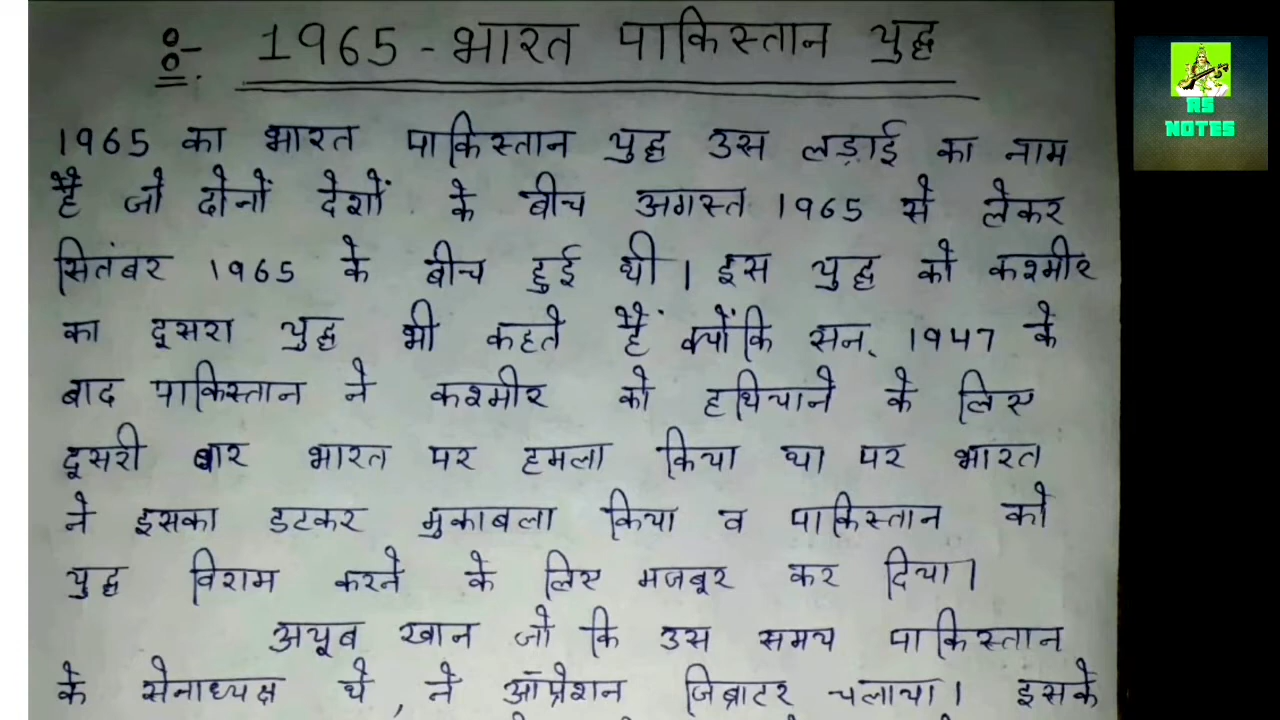 :- 1965 - भारत पाकिस्तान युद्ध
1965 का भारत पाकिस्तान युद्ध उस लड़ाई का नाम
है जो दोनों देशों के बीच अगस्त 1965 से लेकर
सितंबर 1965 के बीच हुई थी। इस युद्ध को कश्मीर
का दूसरा युद्ध भी कहते हैं क्योंकि सन् 1947 के
बाद पाकिस्तान ने कश्मीर को हथियाने के लिए
दूसरी बार भारत पर हमला किया था पर भारत
ने इसका डटकर मुकाबला किया व पाकिस्तान को
युद्ध विराम करने के लिए मजबूर कर दिया।
अयूब खान जो कि उस समय पाकिस्तान
के सेनाध्यक्ष थे, ने ऑप्रेशन जिब्राटर चलाया। इसके
RS
NOTES